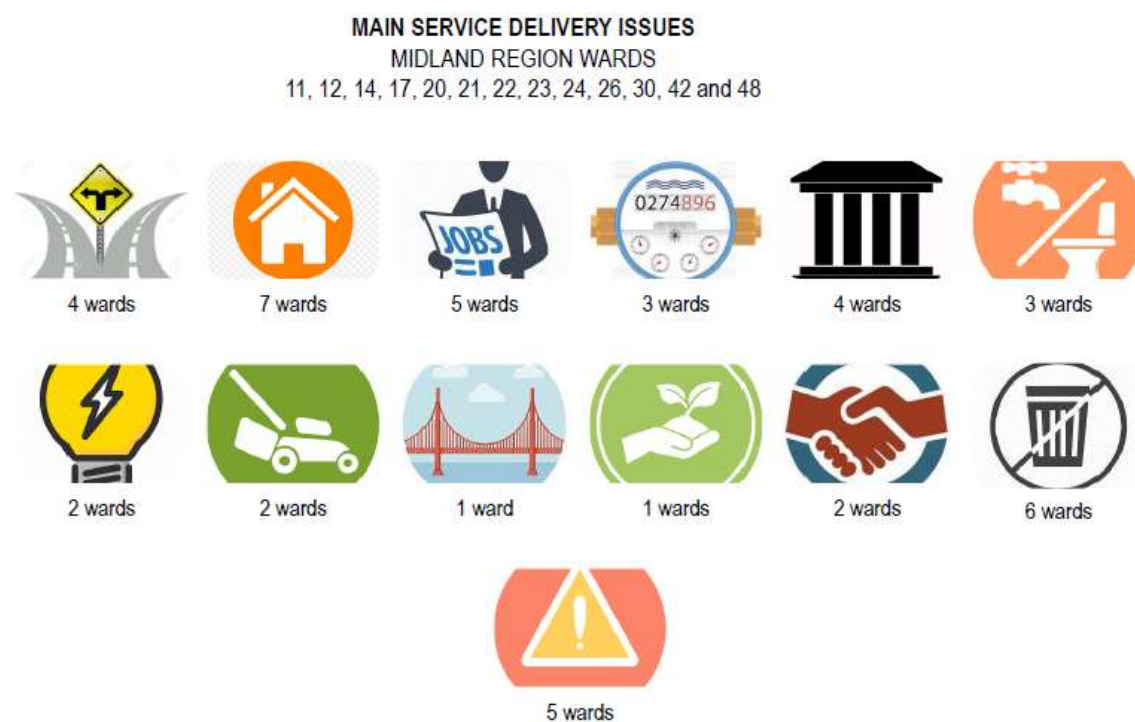 MAIN SERVICE DELIVERY ISSUES
MIDLAND REGION WARDS
11, 12, 14, 17, 20, 21, 22, 23, 24, 26, 30, 42 and 48
JOBS
0274896
4 wards
7 wards
5 wards
3 wards
4 wards
3 wards
2 wards
2 wards
1 ward
1 wards
2 wards
6 wards
5 wards